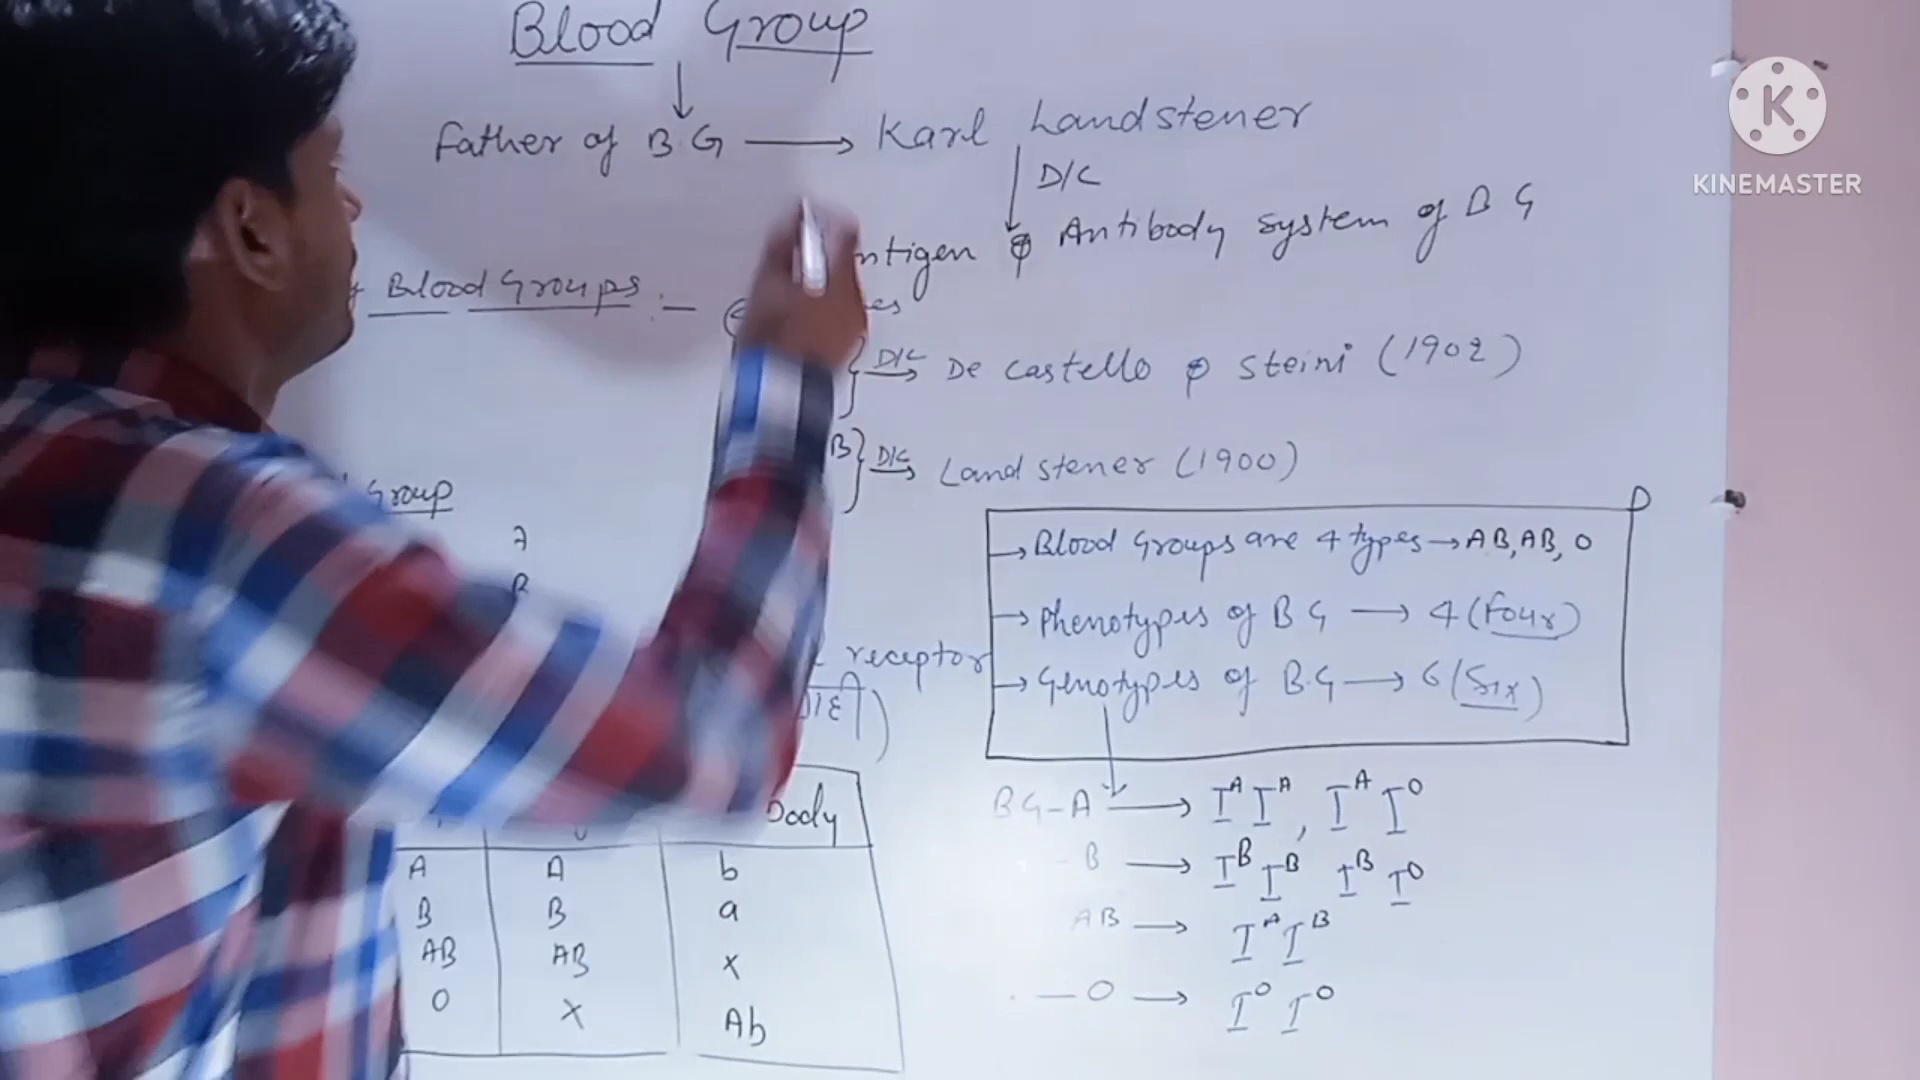 Blood Group
Father of B.G → Karl Landstener
D/C
ntigen & Antibody system of B G
Blood Groups :-
D/C → De castello & steini (1902)
B } D/C → Landstener (1900)
Group
A
B
→ Blood Groups are 4 types → A B, AB, O
→ Phenotypes of B G → 4 (Four)
receptor
→ Genotypes of B.G → 6 (Six)
body
BG-A → I^A I^A, I^A I^O
A A b
B → I^B I^B I^B I^O
B B a
AB → I^A I^B
AB AB x
— O → I^O I^O
O x Ab
KINEMASTER